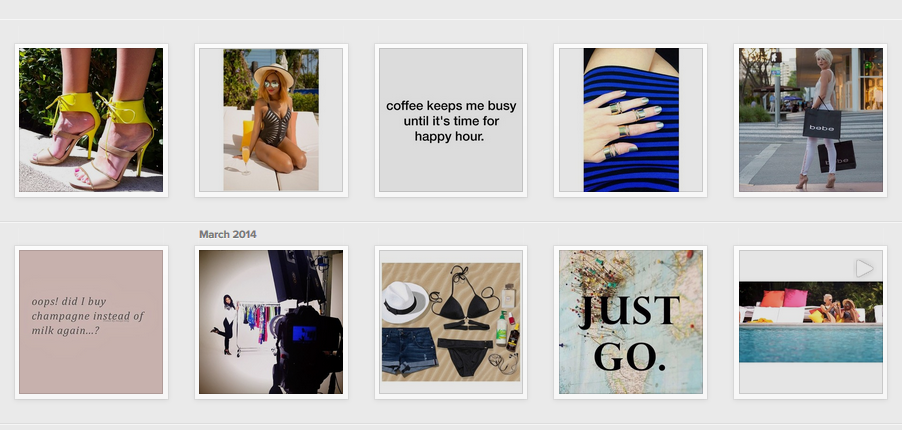 coffee keeps me busy
until it's time for
happy hour.
bebe
bebe
March 2014
oops! did I buy
champagne instead of
milk again...?
JUST
GO.